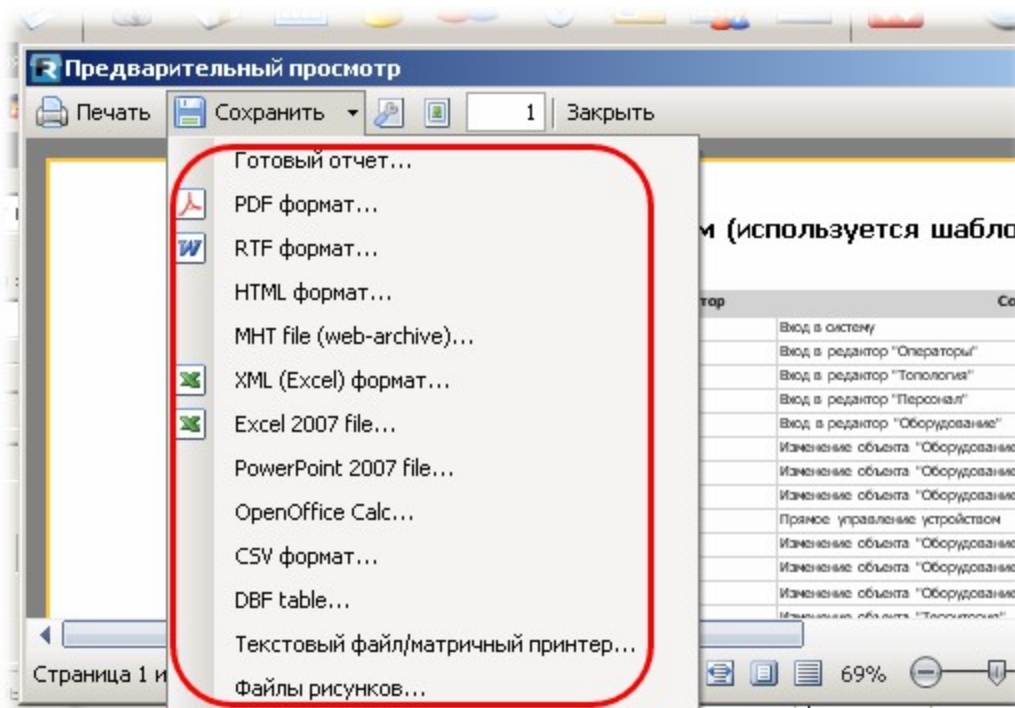 Предварительный просмотр
Печать Сохранить 1 Закрыть
Готовый отчет...
PDF формат...
RTF формат...
HTML формат...
MHT file (web-archive)...
XML (Excel) формат...
Excel 2007 file...
PowerPoint 2007 file...
OpenOffice Calc...
CSV формат...
DBF table...
Текстовый файл/матричный принтер...
Файлы рисунков...
(используется шабло
тор Со
Вход в систему
Вход в редактор "Операторы"
Вход в редактор "Топология"
Вход в редактор "Персонал"
Вход в редактор "Оборудование"
Изменение объекта "Оборудование
Изменение объекта "Оборудование
Изменение объекта "Оборудование
Прямое управление устройством
Изменение объекта "Оборудование
Изменение объекта "Оборудование
Изменение объекта "Оборудование
Изменение объекта "Территория"
Страница 1 и 69%